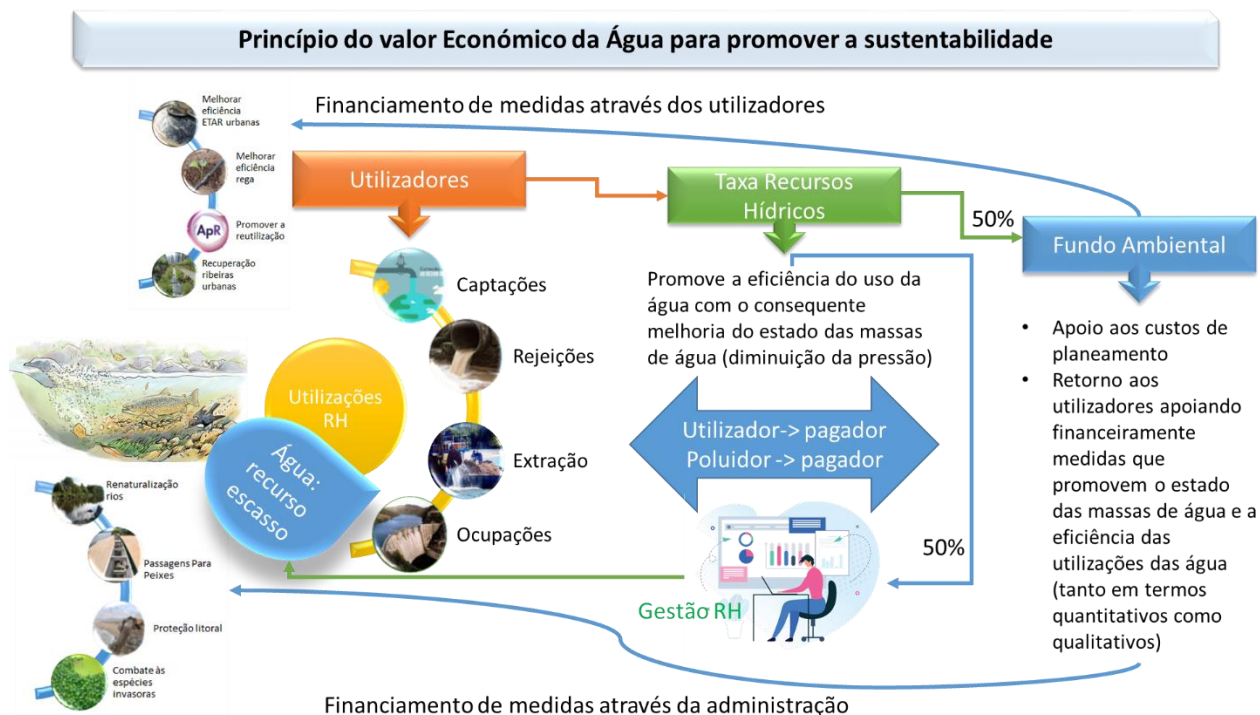 Princípio do valor Económico da Água para promover a sustentabilidade
Financiamento de medidas através dos utilizadores
Melhorar
eficiência
ETAR urbanas
Melhorar
eficiência
rega
ApR
Promover a
reutilização
Recuperação
ribeiras
urbanas
Utilizadores
Taxa Recursos
Hídricos
50%
Fundo Ambiental
Captações
Rejeições
Extração
Ocupações
Utilizações
RH
Água:
recurso
escasso
Promove a eficiência do uso da
água com o consequente
melhoria do estado das massas
de água (diminuição da pressão)
Utilizador-> pagador
Poluidor -> pagador
50%
Gestão RH
• Apoio aos custos de
planeamento
• Retorno aos
utilizadores apoiando
financeiramente
medidas que
promovem o estado
das massas de água e a
eficiência das
utilizações das água
(tanto em termos
quantitativos como
qualitativos)
Renaturalização
rios
Passagens Para
Peixes
Proteção litoral
Combate às
espécies
invasoras
Financiamento de medidas através da administração